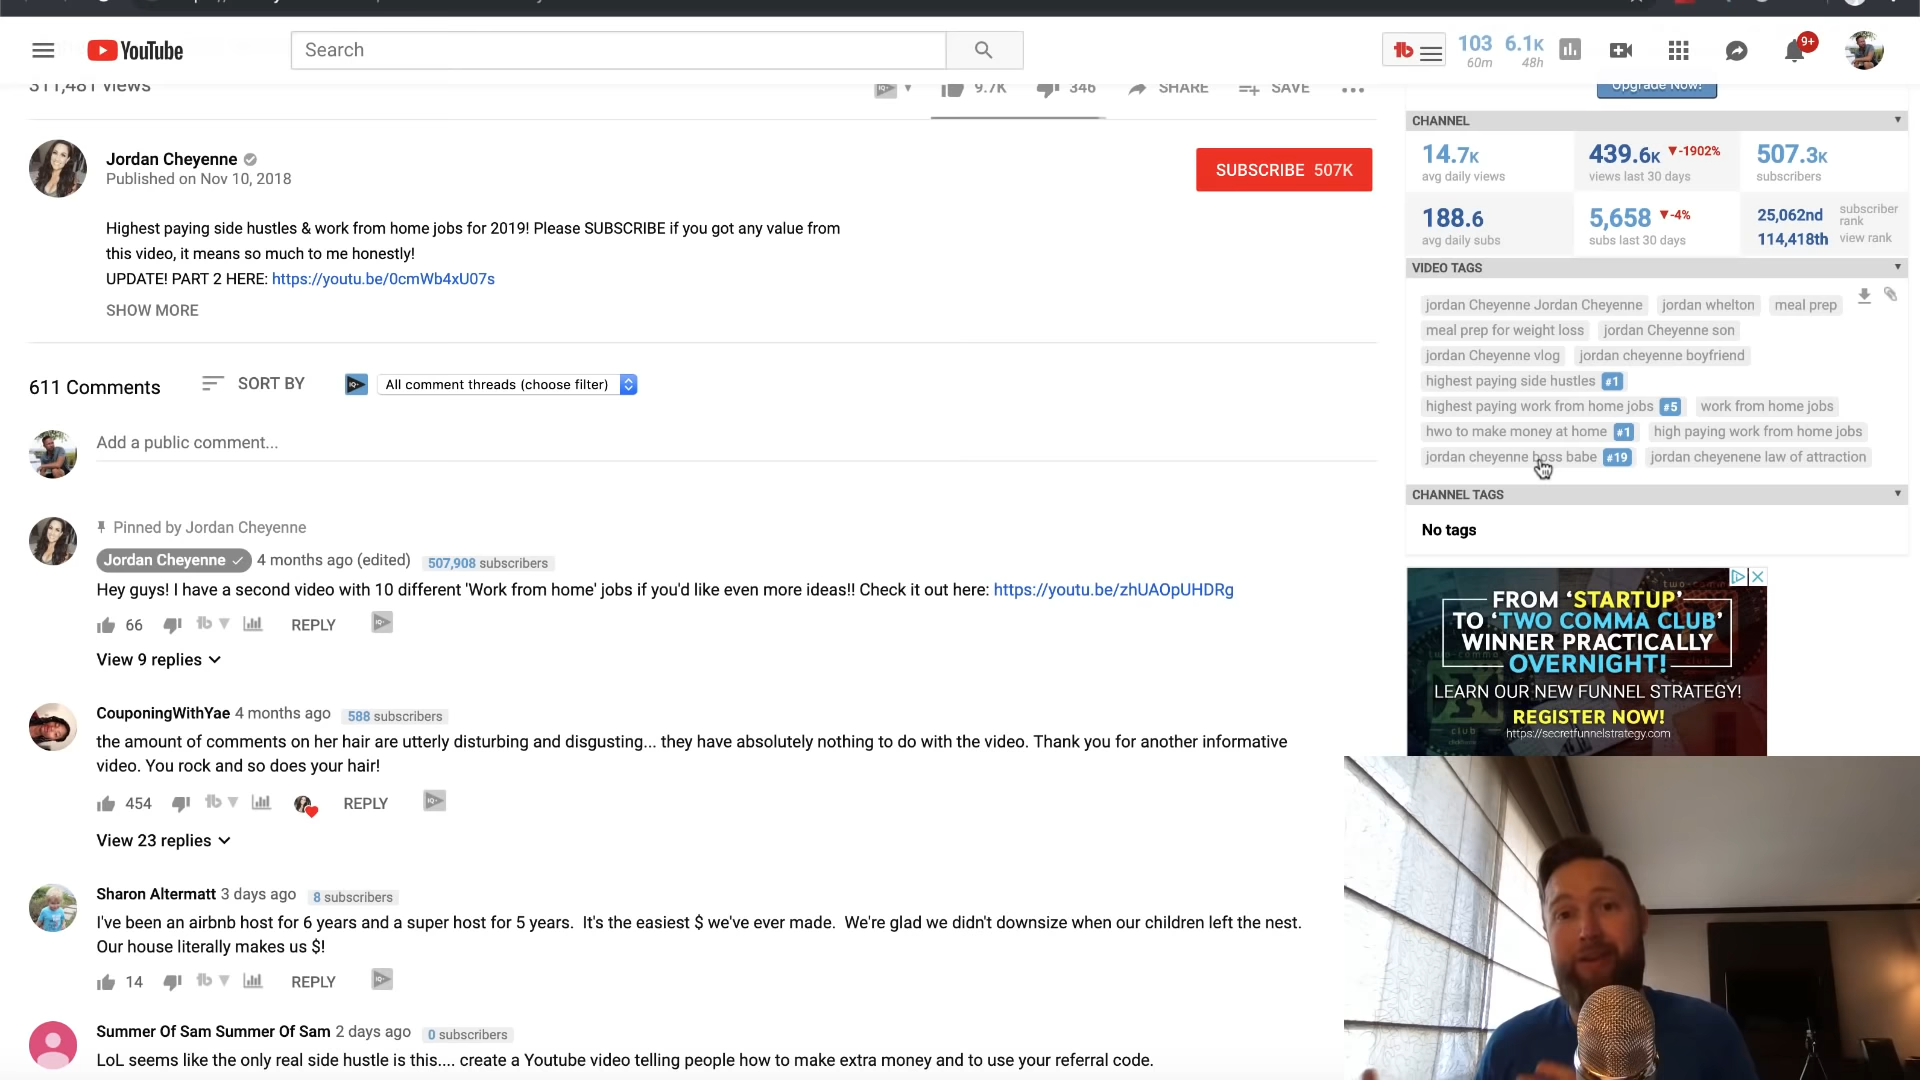 YouTube
Search
103
60m
6.1K
48h
9+
311,481 views
9.7K
346
SHARE
SAVE
Upgrade Now!
Jordan Cheyenne
Published on Nov 10, 2018
SUBSCRIBE 507K
Highest paying side hustles & work from home jobs for 2019! Please SUBSCRIBE if you got any value from
this video, it means so much to me honestly!
UPDATE! PART 2 HERE: https://youtu.be/0cmWb4xU07s
SHOW MORE
611 Comments
SORT BY
All comment threads (choose filter)
Add a public comment...
Pinned by Jordan Cheyenne
Jordan Cheyenne 4 months ago (edited) 507,908 subscribers
Hey guys! I have a second video with 10 different 'Work from home' jobs if you'd like even more ideas!! Check it out here: https://youtu.be/zhUAOpUHDRg
66 REPLY
View 9 replies
CouponingWithYae 4 months ago 588 subscribers
the amount of comments on her hair are utterly disturbing and disgusting... they have absolutely nothing to do with the video. Thank you for another informative
video. You rock and so does your hair!
454 REPLY
View 23 replies
Sharon Altermatt 3 days ago 8 subscribers
I've been an airbnb host for 6 years and a super host for 5 years. It's the easiest $ we've ever made. We're glad we didn't downsize when our children left the nest.
Our house literally makes us $!
14 REPLY
Summer Of Sam Summer Of Sam 2 days ago 0 subscribers
LoL seems like the only real side hustle is this.... create a Youtube video telling people how to make extra money and to use your referral code.
CHANNEL
14.7K
avg daily views
439.6K ▼-1902%
views last 30 days
507.3K
subscribers
188.6
avg daily subs
5,658 ▼-4%
subs last 30 days
25,062nd subscriber rank
114,418th view rank
VIDEO TAGS
jordan Cheyenne Jordan Cheyenne jordan whelton meal prep
meal prep for weight loss jordan Cheyenne son
jordan Cheyenne vlog jordan cheyenne boyfriend
highest paying side hustles #1
highest paying work from home jobs #5 work from home jobs
hwo to make money at home #1 high paying work from home jobs
jordan cheyenne boss babe #19 jordan cheyenene law of attraction
CHANNEL TAGS
No tags
FROM 'STARTUP'
TO 'TWO COMMA CLUB'
WINNER PRACTICALLY
OVERNIGHT!
LEARN OUR NEW FUNNEL STRATEGY!
REGISTER NOW!
https://secretfunnelstrategy.com